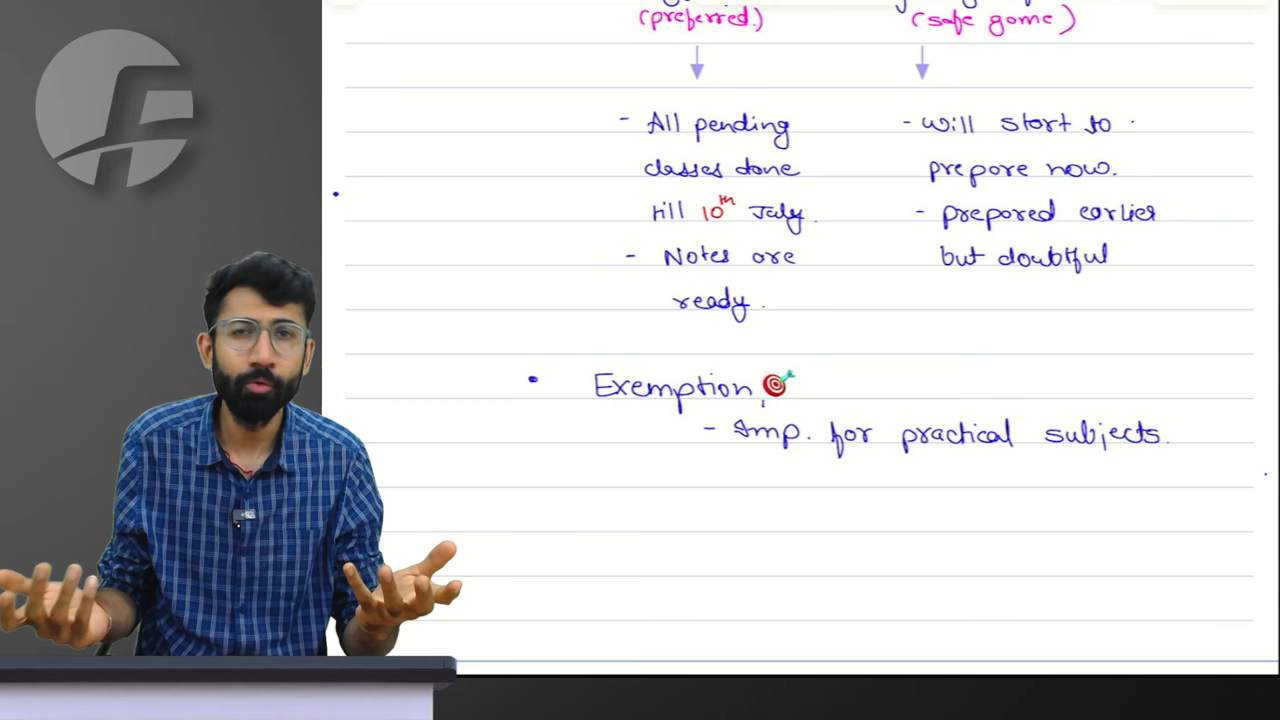 (preferred.)
(safe game)
- All pending
classes done
till 10th July.
- Notes are
ready.
- will start to
prepare now.
- prepared earlier
but doubtful
• Exemption
- Imp. for practical subjects.